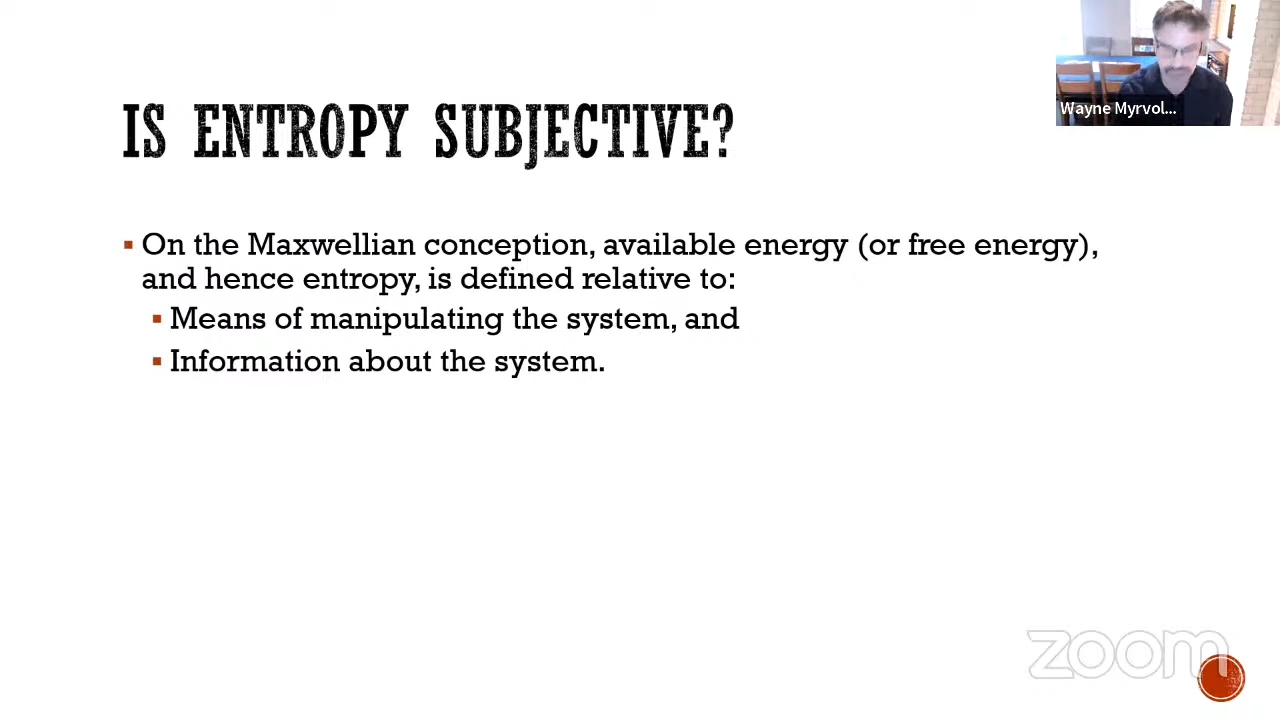 Wayne Myrvol...
IS ENTROPY SUBJECTIVE?
▪ On the Maxwellian conception, available energy (or free energy),
and hence entropy, is defined relative to:
▪ Means of manipulating the system, and
▪ Information about the system.
zoom